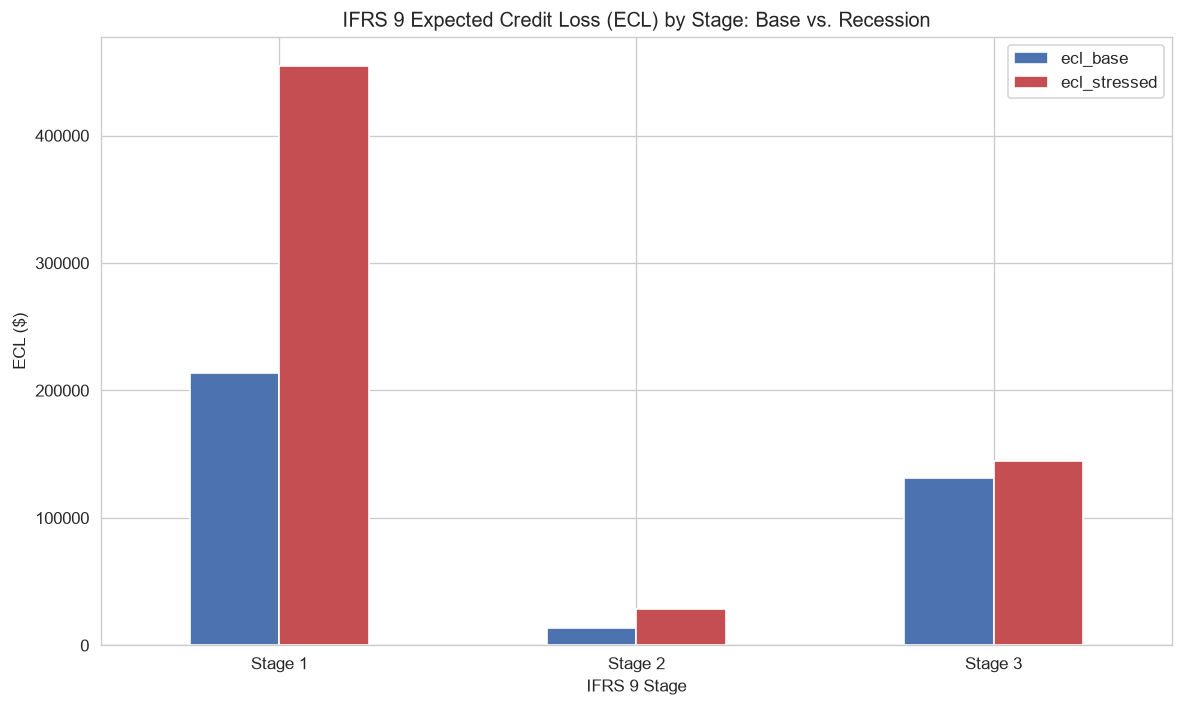 IFRS 9 Expected Credit Loss (ECL) by Stage: Base vs. Recession
ecl_base
ecl_stressed
400000
300000
200000
100000
0
ECL ($)
Stage 1
Stage 2
Stage 3
IFRS 9 Stage